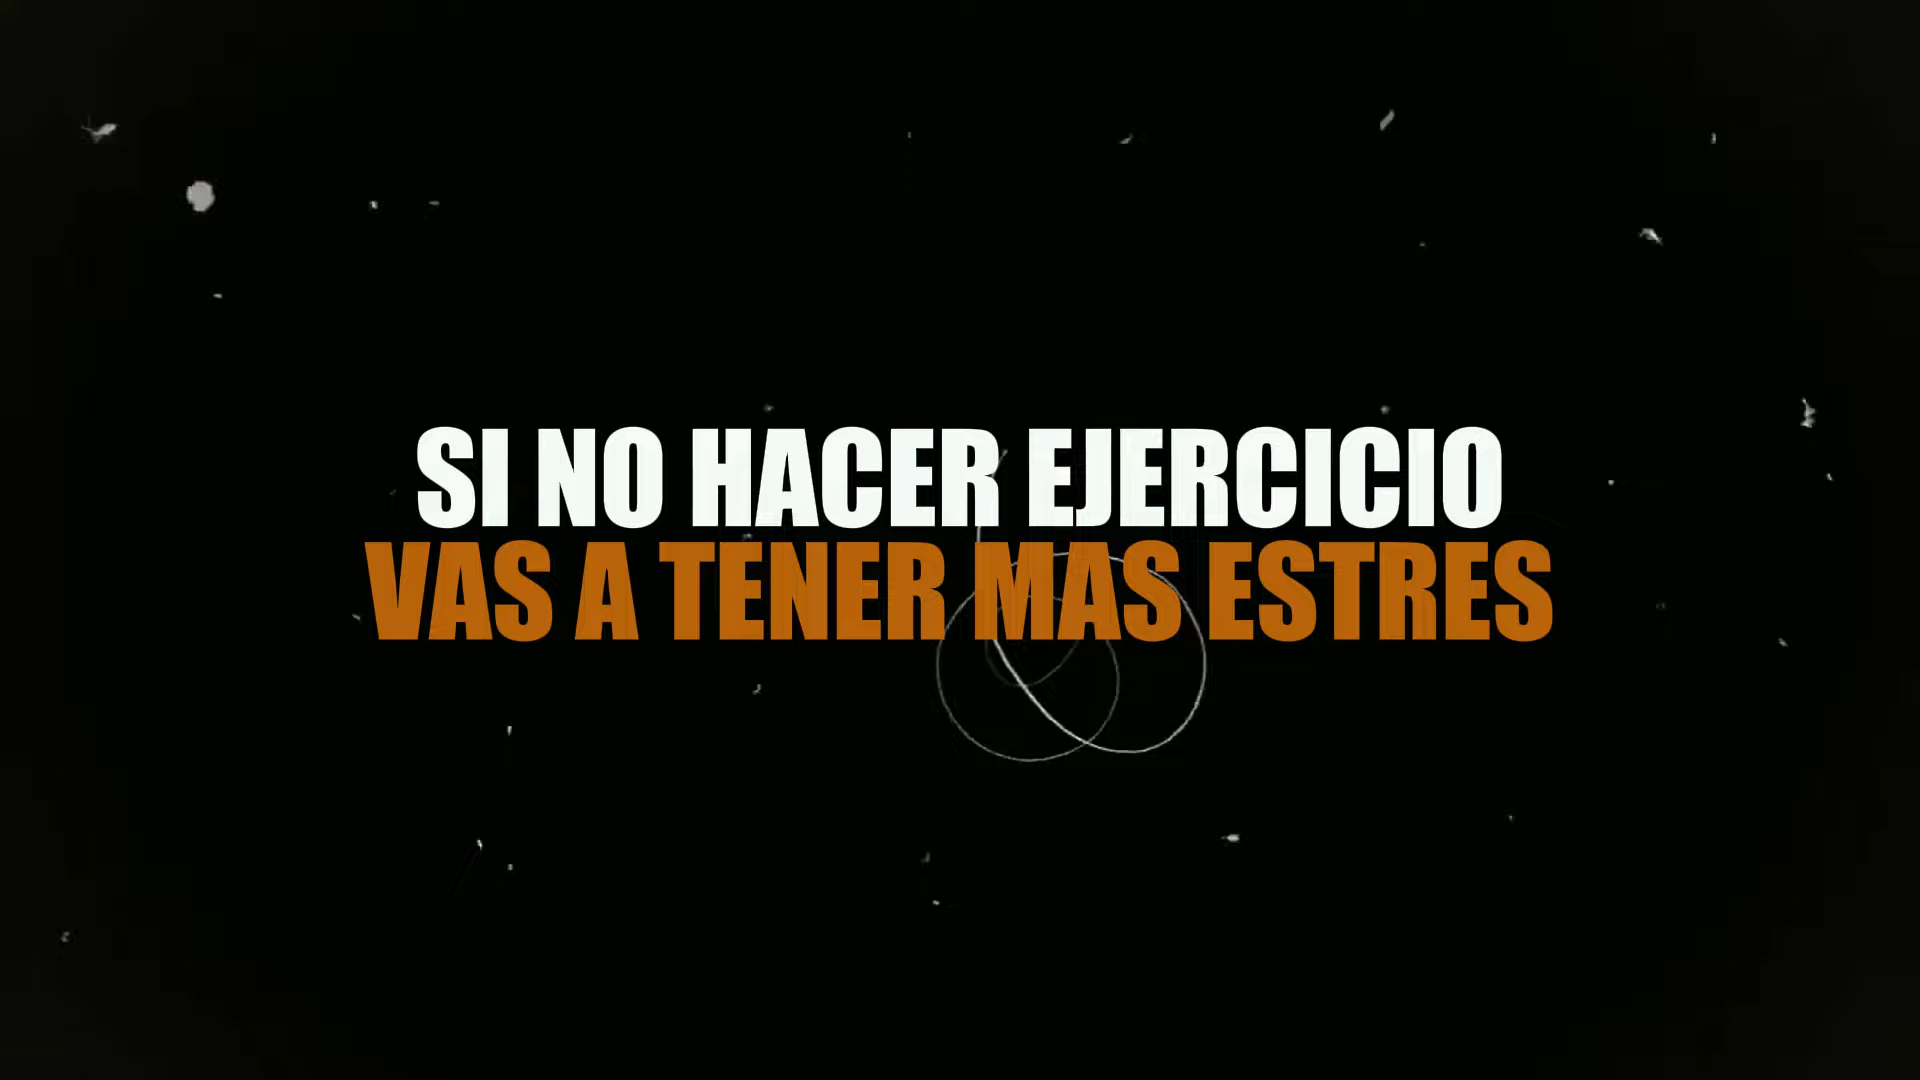 SI NO HACER EJERCICIO
VAS A TENER MAS ESTRES